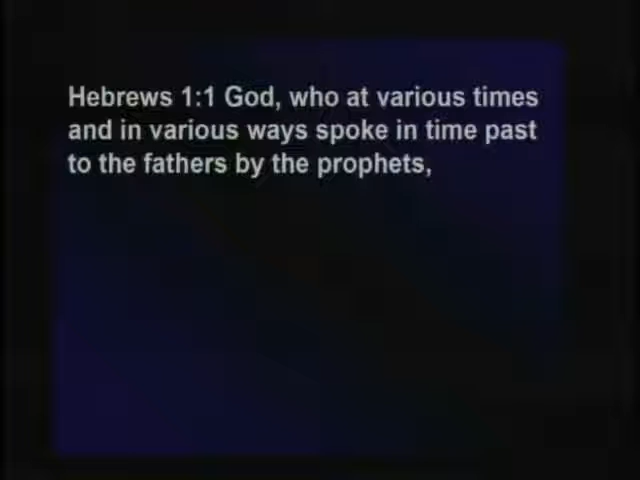 Hebrews 1:1 God, who at various times
and in various ways spoke in time past
to the fathers by the prophets,